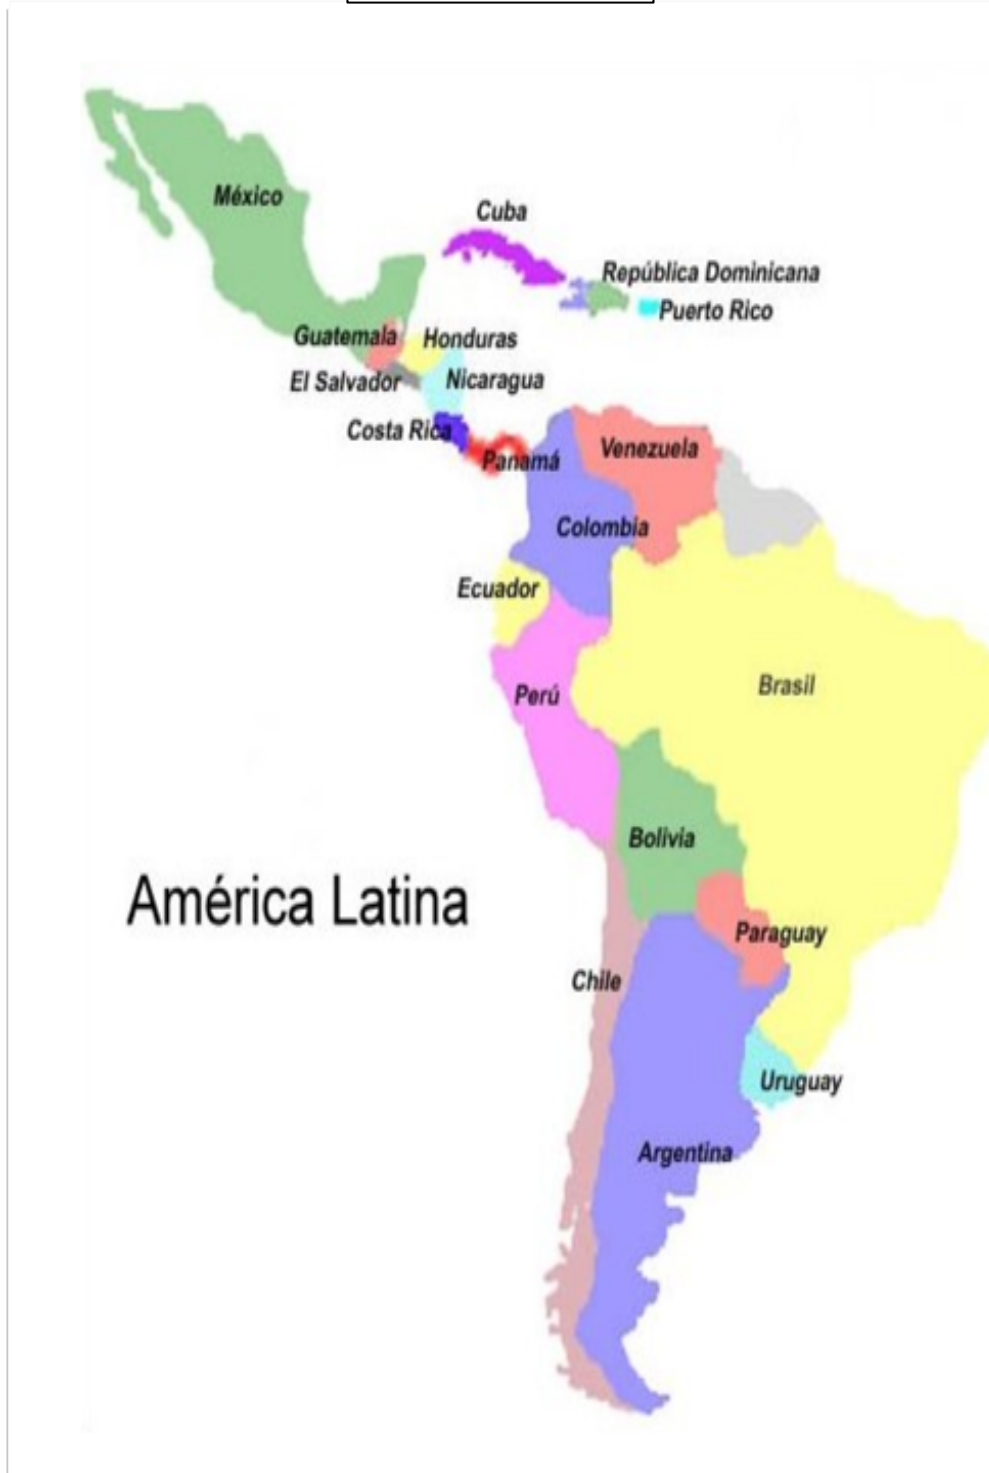 México
Cuba
República Dominicana
Puerto Rico
Guatemala
Honduras
El Salvador
Nicaragua
Costa Rica
Panamá
Venezuela
Colombia
Ecuador
Brasil
Perú
Bolivia
América Latina
Paraguay
Chile
Uruguay
Argentina